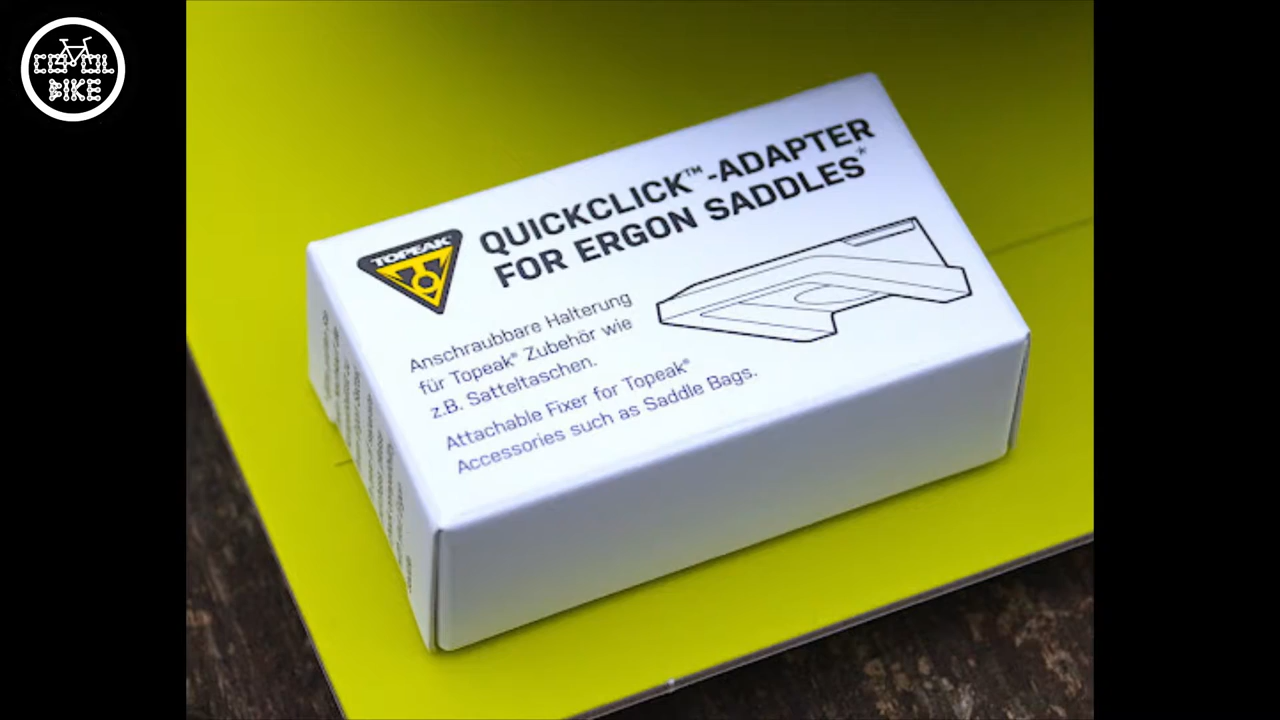 BIKE
TOPEAK
QUICKCLICK™-ADAPTER
FOR ERGON SADDLES*
Anschraubbare Halterung
für Topeak® Zubehör wie
z.B. Satteltaschen.
Attachable Fixer for Topeak®
Accessories such as Saddle Bags.